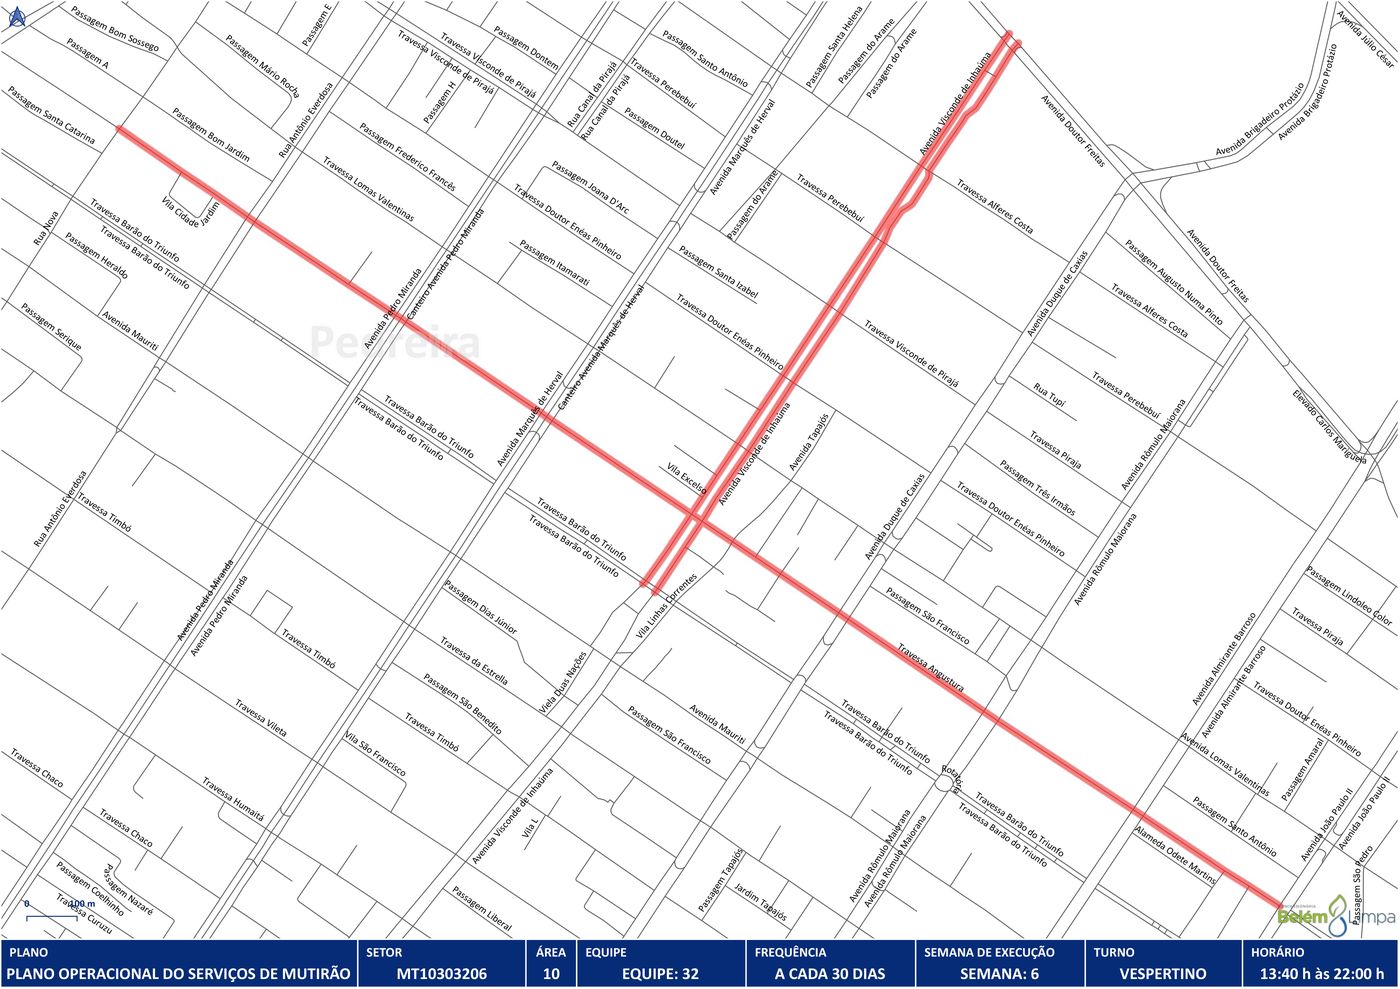 Passagem Bom Sossego
Passagem A
Passagem Santa Catarina
Passagem Mário Rocha
Passagem E
Passagem Bom Jardim
Rua Antônio Everdosa
Vila Cidade Jardim
Rua Nova
Travessa Barão do Triunfo
Travessa Barão do Triunfo
Passagem Heraldo
Avenida Mauriti
Passagem Serique
Travessa Visconde de Pirajá
Travessa Visconde de Pirajá
Passagem H
Passagem Dontem
Passagem Frederico Francês
Travessa Lomas Valentinas
Rua Canal da Pirajá
Rua Canal da Pirajá
Passagem Santo Antônio
Travessa Perebebuí
Passagem Doutel
Passagem Joana D'Arc
Travessa Doutor Enéas Pinheiro
Passagem Itamarati
Avenida Marquês de Herval
Passagem do Arame
Passagem Santa Helena
Passagem do Arame
Passagem do Arame
Avenida Visconde de Inhaúma
Travessa Perebebuí
Travessa Alferes Costa
Avenida Doutor Freitas
Avenida Brigadeiro Protázio
Avenida Brigadeiro Protázio
Avenida Júlio César
Avenida Pedro Miranda
Canteiro Avenida Pedro Miranda
Pedreira
Passagem Santa Izabel
Travessa Doutor Enéas Pinheiro
Canteiro Avenida Marquês de Herval
Avenida Marquês de Herval
Travessa Visconde de Pirajá
Avenida Duque de Caxias
Passagem Augusto Numa Pinto
Travessa Alferes Costa
Avenida Doutor Freitas
Travessa Perebebuí
Rua Tupí
Travessa Piraja
Passagem Três Irmãos
Travessa Doutor Enéas Pinheiro
Avenida Rômulo Maiorana
Avenida Rômulo Maiorana
Elevado Carlos Mariguela
Travessa Barão do Triunfo
Travessa Barão do Triunfo
Vila Excelso
Avenida Visconde de Inhaúma
Avenida Tapajós
Avenida Duque de Caxias
Travessa Barão do Triunfo
Travessa Barão do Triunfo
Rua Antônio Everdosa
Travessa Timbó
Avenida Pedro Miranda
Avenida Pedro Miranda
Travessa Timbó
Travessa Vileta
Vila São Francisco
Passagem Dias Júnior
Travessa da Estrella
Passagem São Benedito
Travessa Timbó
Viela Duas Nações
Vila Linhas Correntes
Passagem São Francisco
Avenida Mauriti
Passagem São Francisco
Travessa Angustura
Travessa Barão do Triunfo
Travessa Barão do Triunfo
Rotatória
Passagem Lindoleo Color
Travessa Piraja
Avenida Almirante Barroso
Avenida Almirante Barroso
Travessa Doutor Enéas Pinheiro
Avenida Lomas Valentinas
Passagem Amaral
Passagem Santo Antônio
Avenida João Paulo II
Avenida João Paulo II
Alameda Odete Martins
Passagem São Pedro
Travessa Barão do Triunfo
Travessa Barão do Triunfo
Avenida Rômulo Maiorana
Avenida Rômulo Maiorana
Passagem Tapajós
Jardim Tapajós
Avenida Visconde de Inhaúma
Vila L
Passagem Liberal
Travessa Chaco
Travessa Humaitá
Travessa Chaco
Passagem Nazaré
Passagem Coelhinho
Travessa Curuzu
0 100 m
Belém Limpa
PLANO
PLANO OPERACIONAL DO SERVIÇOS DE MUTIRÃO
SETOR
MT10303206
ÁREA
10
EQUIPE
EQUIPE: 32
FREQUÊNCIA
A CADA 30 DIAS
SEMANA DE EXECUÇÃO
SEMANA: 6
TURNO
VESPERTINO
HORÁRIO
13:40 h às 22:00 h